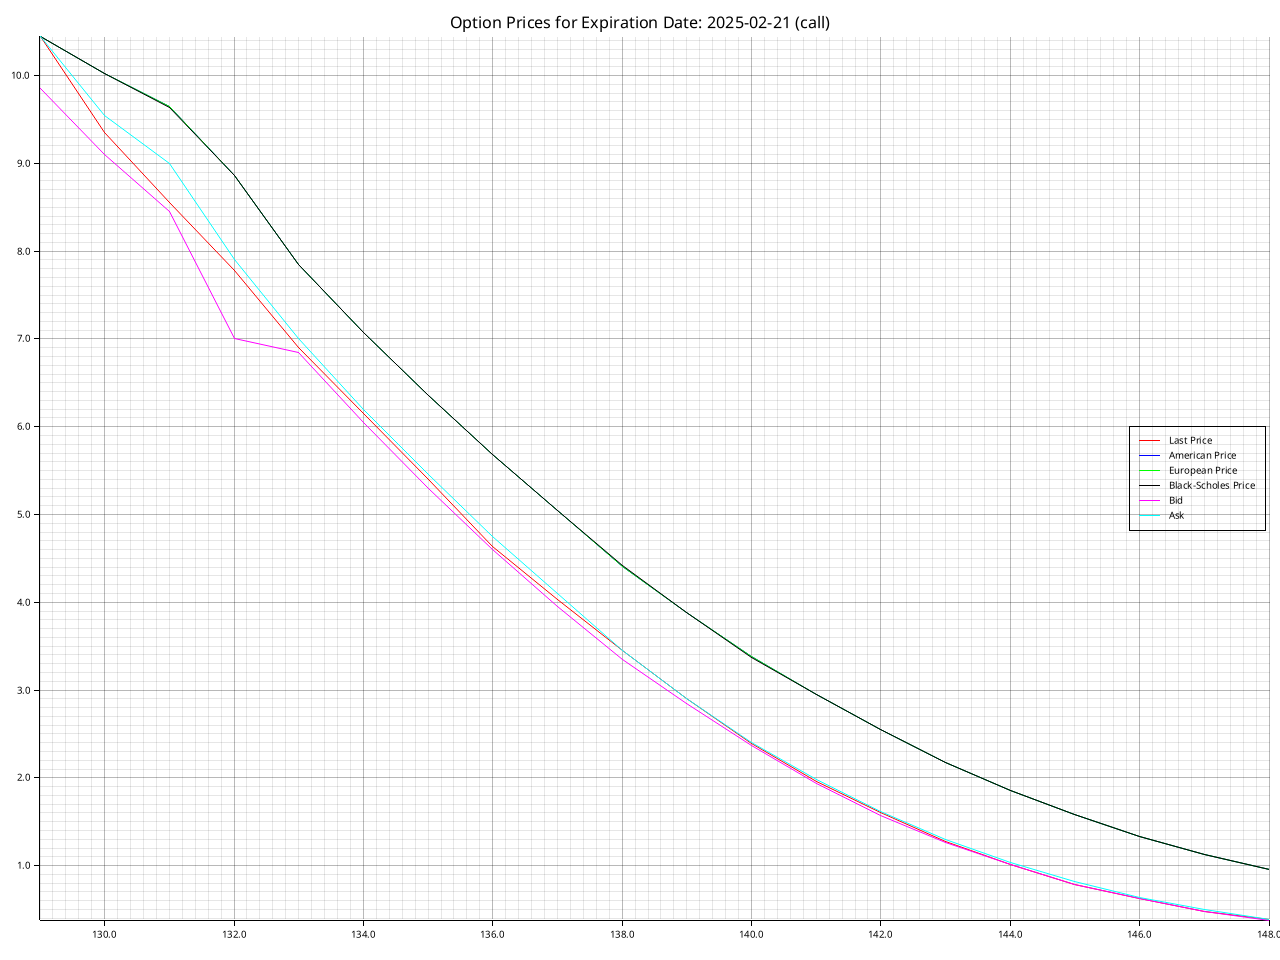 Option Prices for Expiration Date: 2025-02-21 (call)
10.0
9.0
8.0
7.0
6.0
5.0
4.0
3.0
2.0
1.0
Last Price
American Price
European Price
Black-Scholes Price
Bid
Ask
130.0 132.0 134.0 136.0 138.0 140.0 142.0 144.0 146.0 148.0